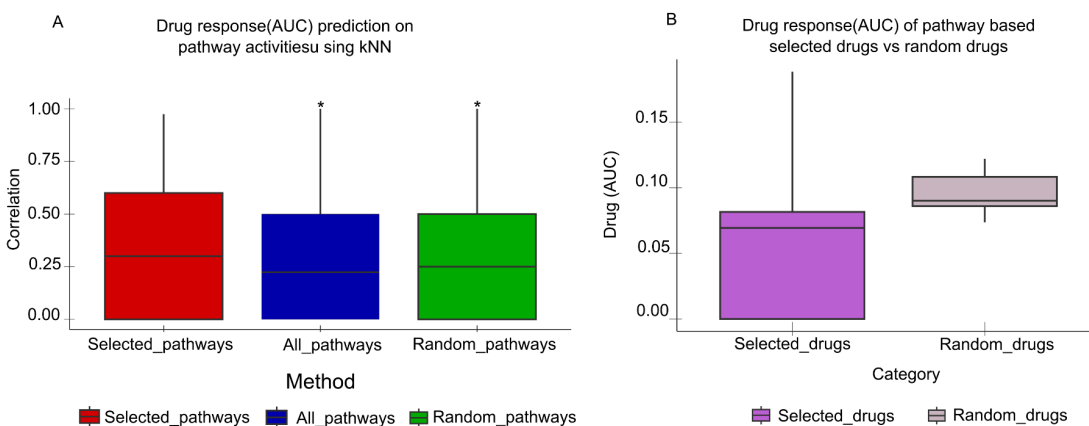 A
Drug response(AUC) prediction on
pathway activitiesu sing kNN
1.00
0.75
0.50
0.25
0.00
Correlation
*
*
Selected_pathways
All_pathways
Random_pathways
Method
Selected_pathways
All_pathways
Random_pathways
B
Drug response(AUC) of pathway based
selected drugs vs random drugs
0.15
0.10
0.05
0.00
Drug (AUC)
Selected_drugs
Random_drugs
Category
Selected_drugs
Random_drugs